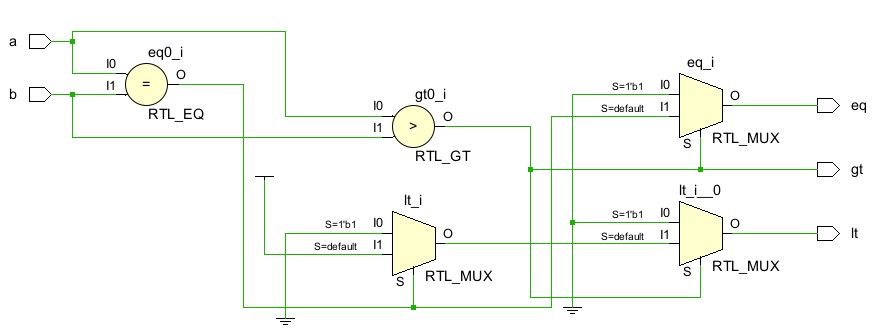 a
b
eq0_i
I0
I1
=
O
RTL_EQ
gt0_i
I0
I1
>
O
RTL_GT
eq_i
S=1'b1
I0
S=default
I1
O
S
RTL_MUX
eq
gt
lt_i
S=1'b1
I0
S=default
I1
O
S
RTL_MUX
lt_i__0
S=1'b1
I0
S=default
I1
O
S
RTL_MUX
lt